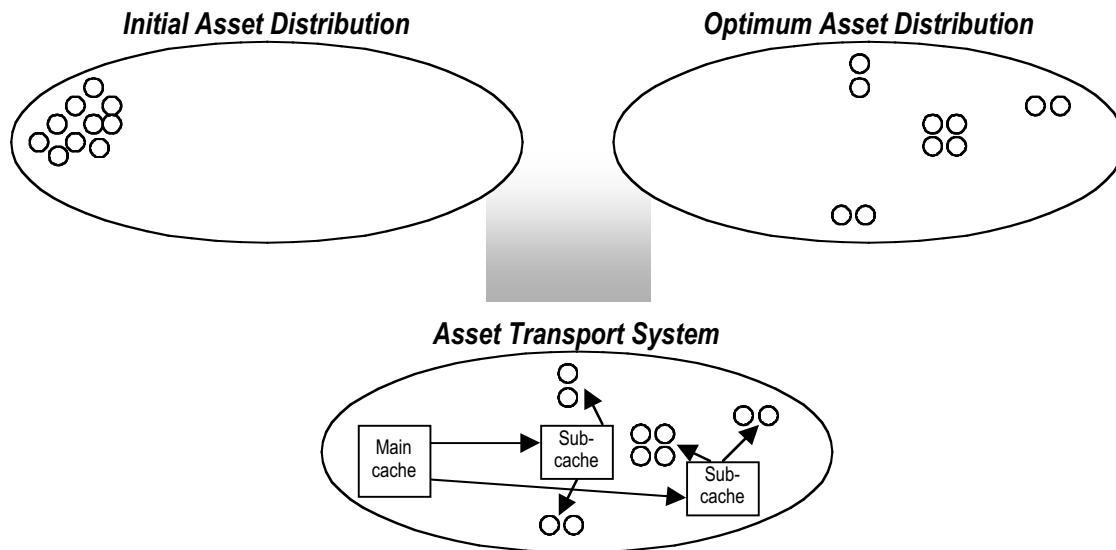 Initial Asset Distribution
Optimum Asset Distribution
Asset Transport System
Main
cache
Sub-
cache
Sub-
cache